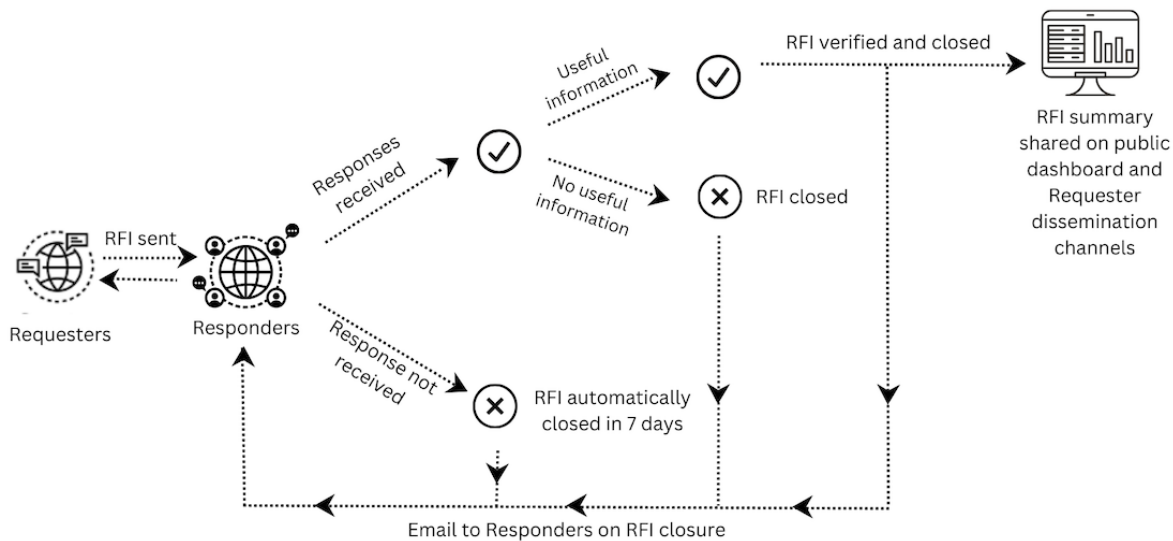 RFI sent
Requesters
Responders
Responses
received
Response not
received
Useful
information
No useful
information
RFI verified and closed
RFI closed
RFI automatically
closed in 7 days
RFI summary
shared on public
dashboard and
Requester
dissemination
channels
Email to Responders on RFI closure